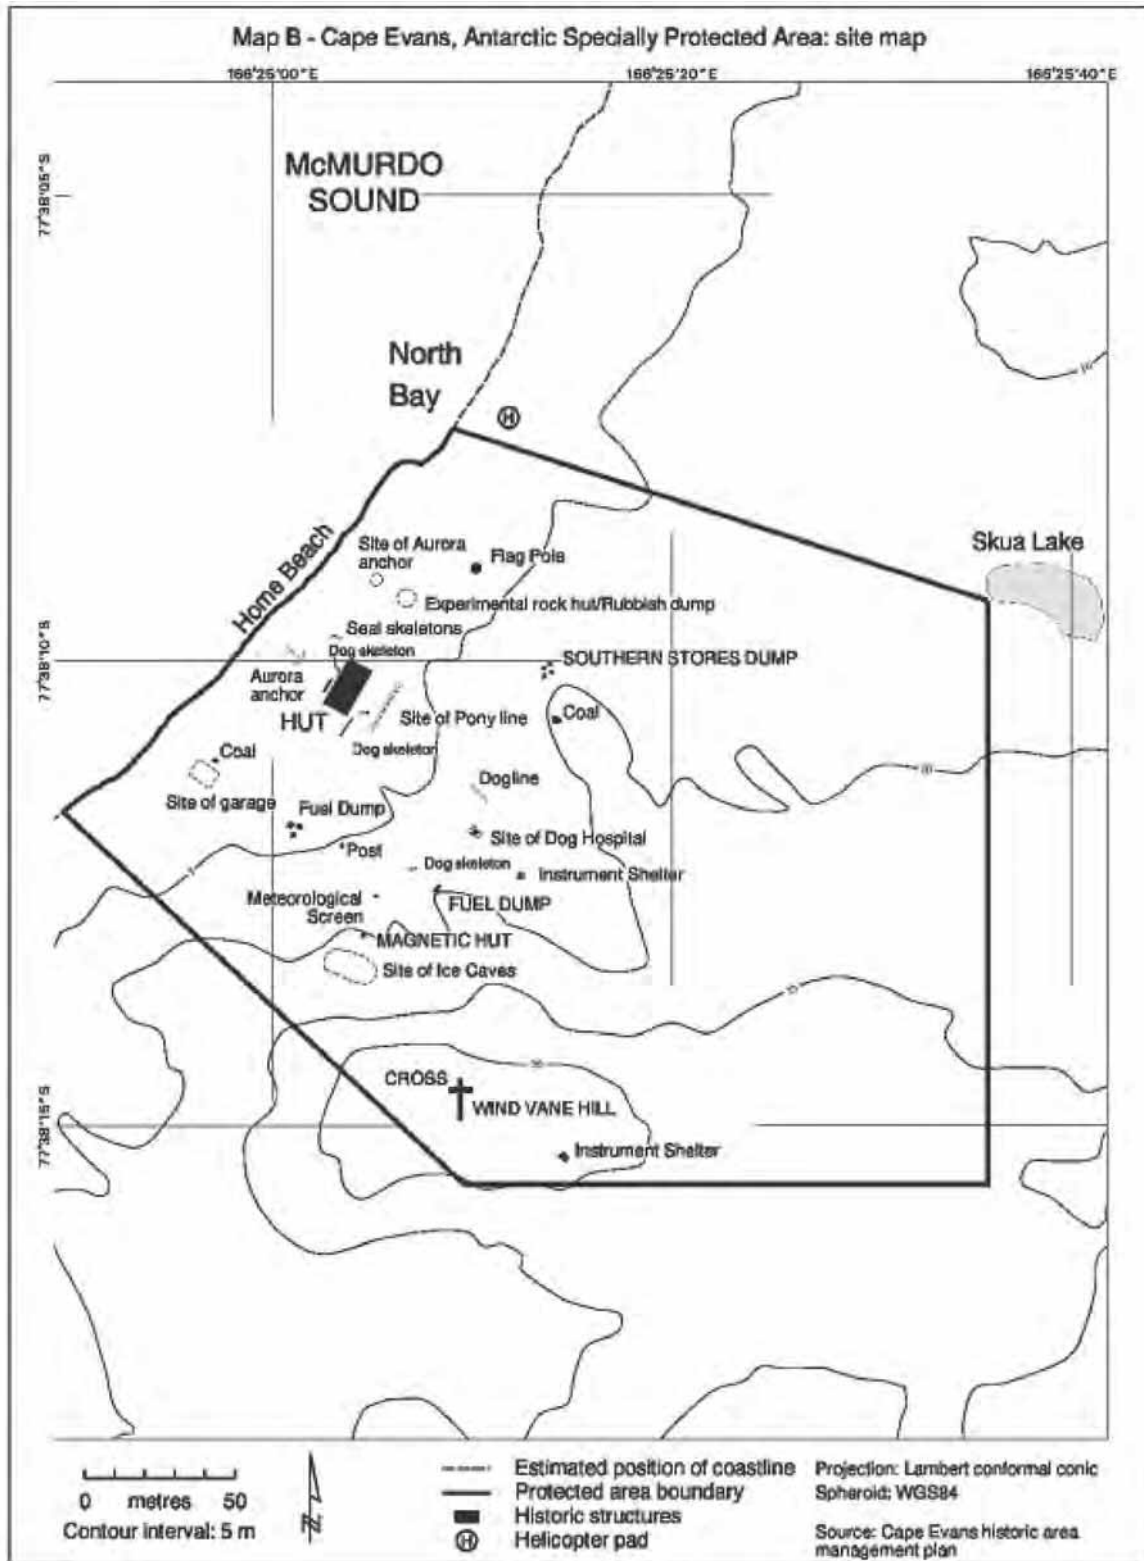 Map B - Cape Evans, Antarctic Specially Protected Area: site map
166°25'00"E
166°25'20"E
166°25'40"E
77°38'05"S
McMURDO
SOUND
North
Bay
H
10
Home Beach
Site of Aurora
anchor
Flag Pole
Skua Lake
Experimental rock hut/Rubbish dump
Seal skeletons
Dog skeleton
77°38'10"S
SOUTHERN STORES DUMP
Aurora
anchor
HUT
Site of Pony line
Coal
Dog skeleton
Coal
Dogline
Site of garage
Fuel Dump
Site of Dog Hospital
Post
Dog skeleton
Instrument Shelter
Meteorological
Screen
FUEL DUMP
MAGNETIC HUT
Site of Ice Caves
CROSS
WIND VANE HILL
77°38'15"S
Instrument Shelter
0 metres 50
Contour interval: 5 m
N
Estimated position of coastline
Protected area boundary
Historic structures
H Helicopter pad
Projection: Lambert conformal conic
Spheroid: WGS84
Source: Cape Evans historic area
management plan